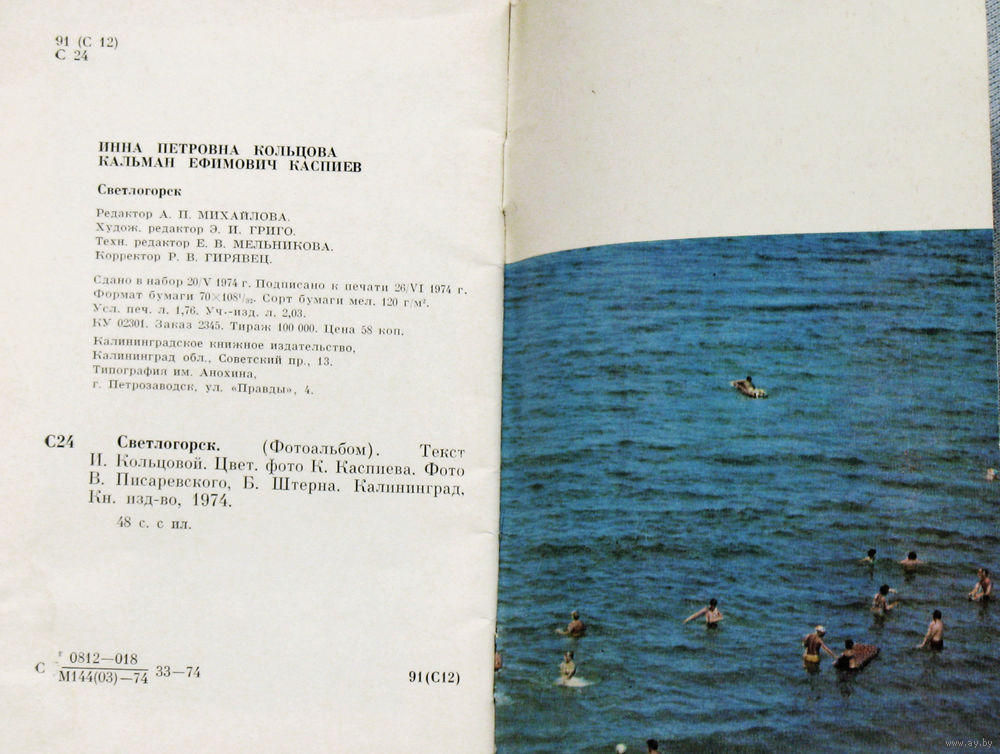 91 (С 12)
С 24
ИННА ПЕТРОВНА КОЛЬЦОВА
КАЛЬМАН ЕФИМОВИЧ КАСПИЕВ
Светлогорск
Редактор А. П. МИХАЙЛОВА.
Худож. редактор Э. И. ГРИГО.
Техн. редактор Е. В. МЕЛЬНИКОВА.
Корректор Р. В. ГИРЯВЕЦ.
Сдано в набор 20/V 1974 г. Подписано к печати 26/VI 1974 г.
Формат бумаги 70×108¹/₃₂. Сорт бумаги мел. 120 г/м².
Усл. печ. л. 1,76. Уч.-изд. л. 2,03.
КУ 02301. Заказ 2345. Тираж 100 000. Цена 58 коп.
Калининградское книжное издательство,
Калининград обл., Советский пр., 13.
Типография им. Анохина,
г. Петрозаводск, ул. «Правды», 4.
С24 Светлогорск. (Фотоальбом). Текст
И. Кольцовой. Цвет. фото К. Каспиева. Фото
В. Писаревского, Б. Штерна. Калининград,
Кн. изд-во, 1974.
48 с. с ил.
С 0812—018
М144(03)—74 33—74
91(С12)
www.ay.by